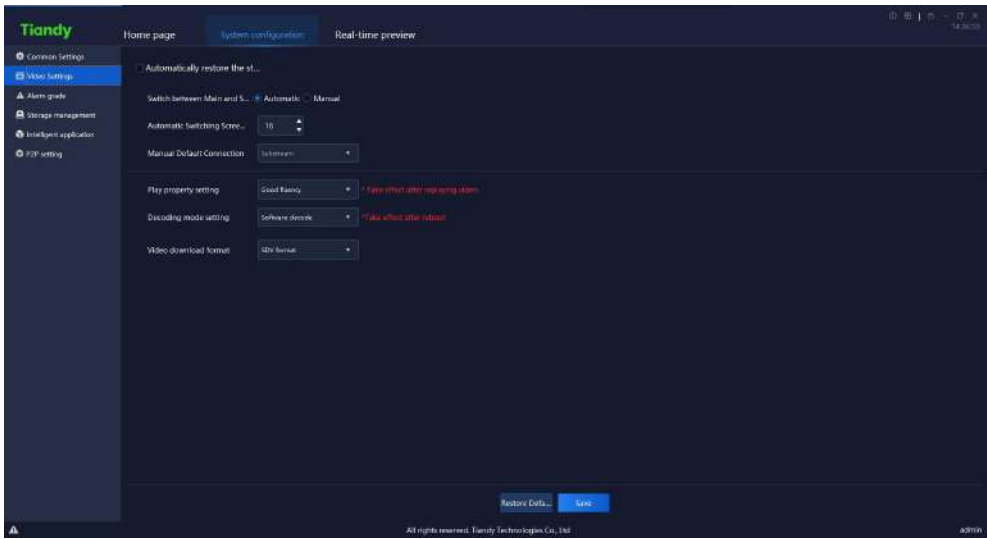 Tiandy
Home page
System configuration
Real-time preview
14:36:55
Common Settings
Video Settings
Alarm grade
Storage management
Intelligent application
P2P setting
Automatically restore the st...
Switch between Main and S... Automatic Manual
Automatic Switching Scree... 16
Manual Default Connection Substream
Play property setting Good fluency * Take effect after replaying video
Decoding mode setting Software decode *Take effect after reboot
Video download format SDV format
Restore Defa... Save
All rights reserved. Tiandy Technologies Co., Ltd
admin